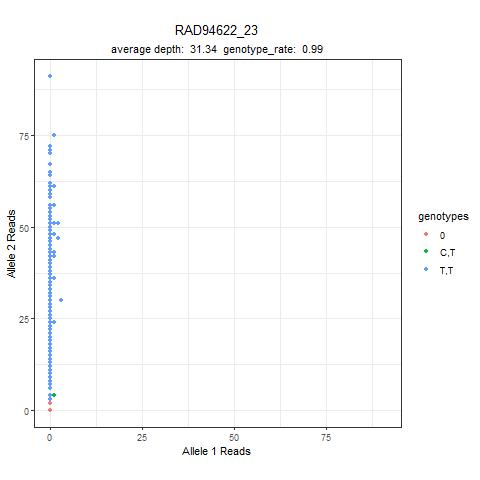 RAD94622_23
average depth: 31.34 genotype_rate: 0.99
Allele 2 Reads
75
50
25
0
0 25 50 75
Allele 1 Reads
genotypes
0
C,T
T,T